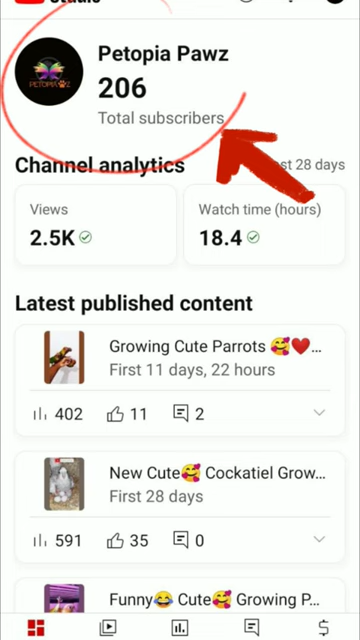 Studio
Petopia Pawz
206
Total subscribers
PETOPIA
Channel analytics
st 28 days
Views
Watch time (hours)
2.5K
18.4
Latest published content
Growing Cute Parrots 🥰❤️...
First 11 days, 22 hours
402 11 2
New Cute🥰 Cockatiel Grow...
First 28 days
591 35 0
Funny😂 Cute🥰 Growing P...
$